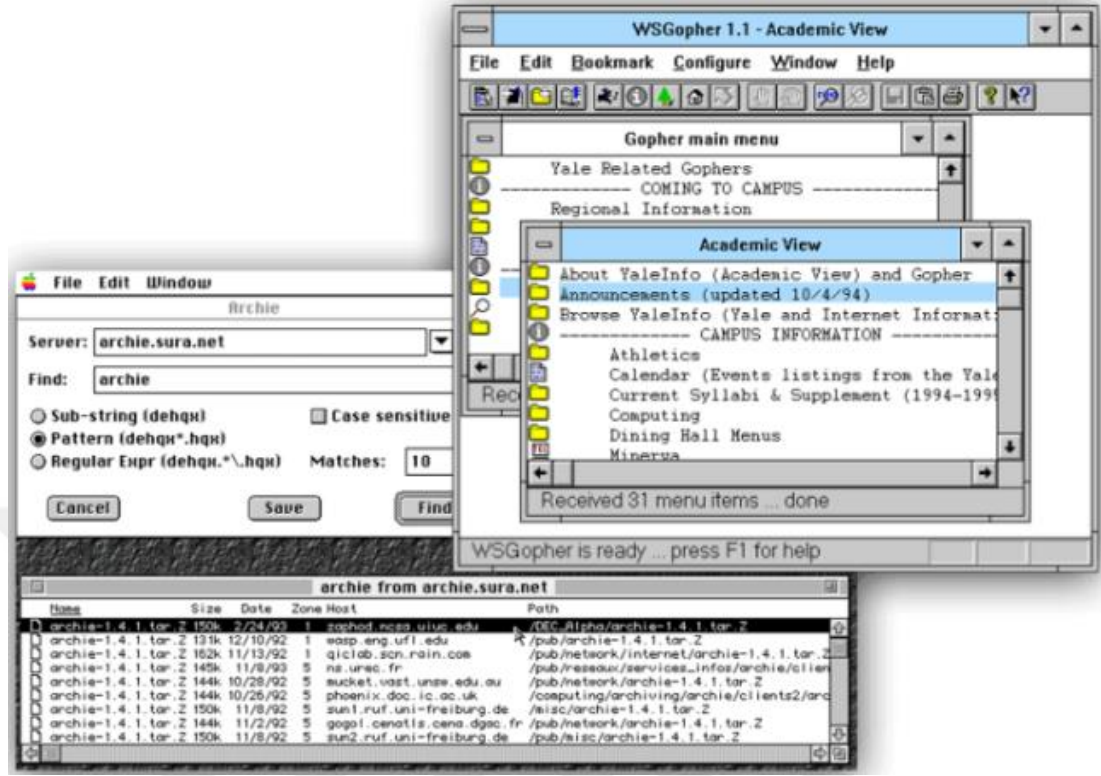 WSGopher 1.1 - Academic View
File Edit Bookmark Configure Window Help
Gopher main menu
Yale Related Gophers
------------- COMING TO CAMPUS -------------
Regional Information
Academic View
About YaleInfo (Academic View) and Gopher
Announcements (updated 10/4/94)
Browse YaleInfo (Yale and Internet Informat
------------- CAMPUS INFORMATION -------------
Athletics
Calendar (Events listings from the Yale
Current Syllabi & Supplement (1994-199
Computing
Dining Hall Menus
Minerva
Rec
Received 31 menu items ... done
WSGopher is ready ... press F1 for help
File Edit Window
Archie
Server: archie.sura.net
Find: archie
Sub-string (dehqx)
Case sensitive
Pattern (dehqx*.hqx)
Regular Expr (dehqx.*\.hqx)
Matches: 10
Cancel Save Find
archie from archie.sura.net
Name Size Date Zone Host Path
archie-1.4.1.tar.Z 150k 2/24/93 1 zaphod.ncsa.uiuc.edu /DEC_Alpha/archie-1.4.1.tar.Z
archie-1.4.1.tar.Z 131k 12/10/92 1 wasp.eng.ufl.edu /pub/archie-1.4.1.tar.Z
archie-1.4.1.tar.Z 162k 11/13/92 1 qiclab.scn.rain.com /pub/network/internet/archie-1.4.1.tar.Z
archie-1.4.1.tar.Z 145k 11/8/93 5 ns.urec.fr /pub/reseaux/services_infos/archie/clien
archie-1.4.1.tar.Z 144k 10/28/92 5 mucket.vast.unsw.edu.au /pub/network/archie-1.4.1.tar.Z
archie-1.4.1.tar.Z 144k 10/26/92 5 phoenix.doc.ic.ac.uk /computing/archiving/archie/clients2/arc
archie-1.4.1.tar.Z 150k 11/8/92 5 sun1.ruf.uni-freiburg.de /misc/archie-1.4.1.tar.Z
archie-1.4.1.tar.Z 144k 11/2/92 5 gogol.cenatls.cena.dgac.fr /pub/network/archie-1.4.1.tar.Z
archie-1.4.1.tar.Z 150k 11/8/92 5 sun2.ruf.uni-freiburg.de /pub/misc/archie-1.4.1.tar.Z